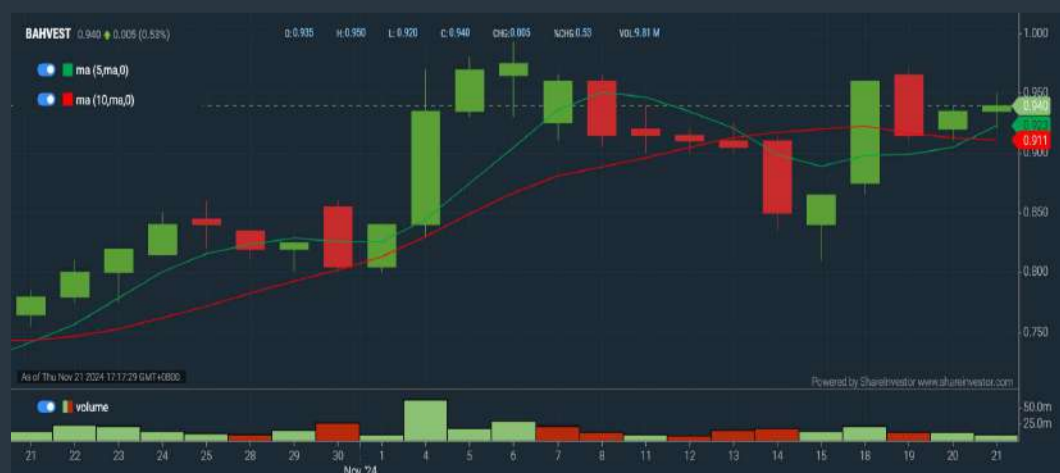 BAHVEST 0.940 0.005 (0.53%) O: 0.935 H: 0.950 L: 0.920 C: 0.940 CHG: 0.005 %CHG: 0.53 VOL: 9.81 M
ma (5,ma,0)
ma (10,ma,0)
1.000
0.950
0.940
0.923
0.911
0.900
0.850
0.800
0.750
As of Thu Nov 21 2024 17:17:29 GMT+0800
Powered by ShareInvestor www.shareinvestor.com
volume
50.0m
25.0m
21 22 23 24 25 28 29 30 1 4 5 6 7 8 11 12 13 14 15 18 19 20 21
Nov '24